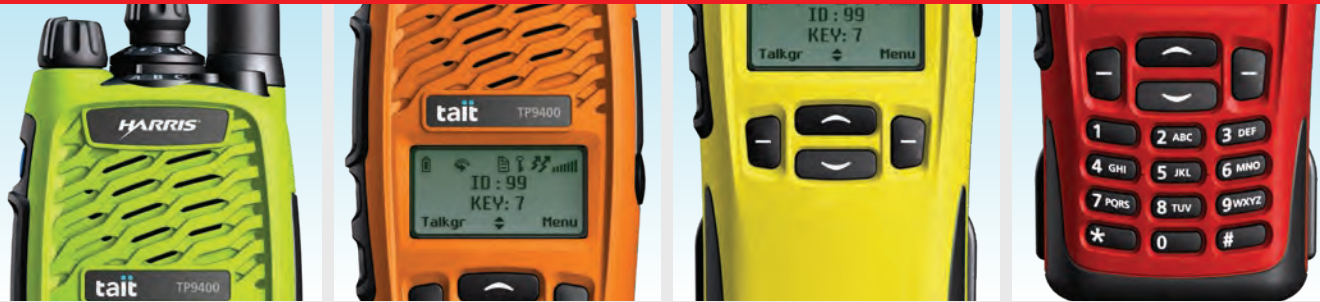 HARRIS
tait TP9400
tait TP9400
ID : 99
KEY: 7
Talkgr Menu
ID : 99
KEY: 7
Talkgr Menu
1 2 ABC 3 DEF
4 GHI 5 JKL 6 MNO
7 PQRS 8 TUV 9 WXYZ
* 0 #